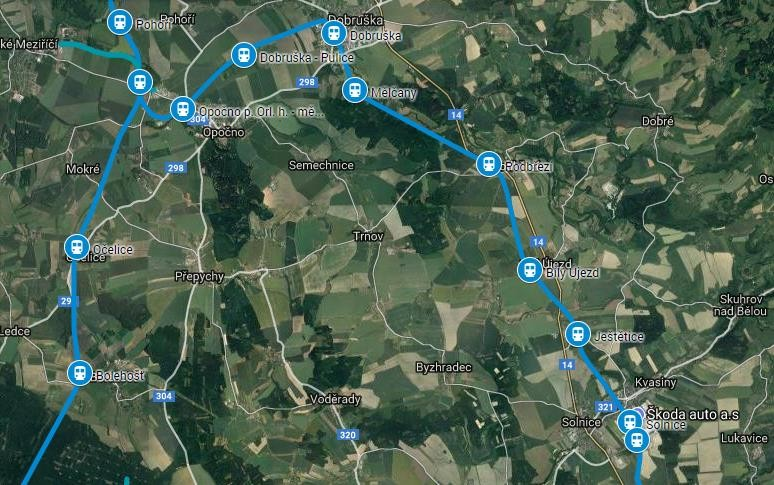 Pohoří
Pohoří
Dobruška
Dobruška
ké Meziříčí
Dobruška - Pulice
298
Mělčany
Opočno p. Orl. h. - mě...
304
14
Dobré
Opočno
Mokré
298
Semechnice
Podbřezí
Os
Trnov
14
Očelice
Újezd
Bílý Újezd
Přepychy
29
Skuhrov
nad Bělou
Ledce
Ještětice
14
Bolehošť
Byzhradec
Kvasiny
304
Voděrady
321
Škoda auto a.s
Solnice
Solnice
320
Lukavice